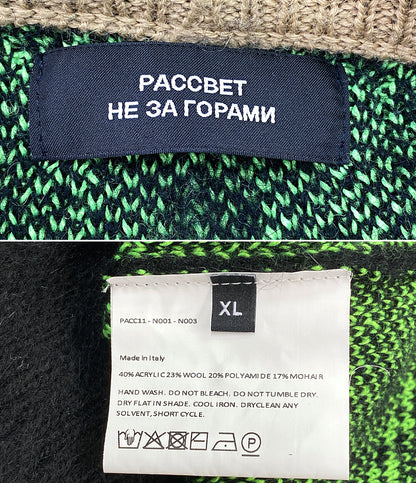 РАССВЕТ
НЕ ЗА ГОРАМИ
XL
PACC11 - N001 - N003
Made in Italy
40% ACRYLIC 23% WOOL 20% POLYAMIDE 17% MOHAIR
HAND WASH. DO NOT BLEACH. DO NOT TUMBLE DRY.
DRY FLAT IN SHADE. COOL IRON. DRYCLEAN ANY
SOLVENT, SHORT CYCLE.
P